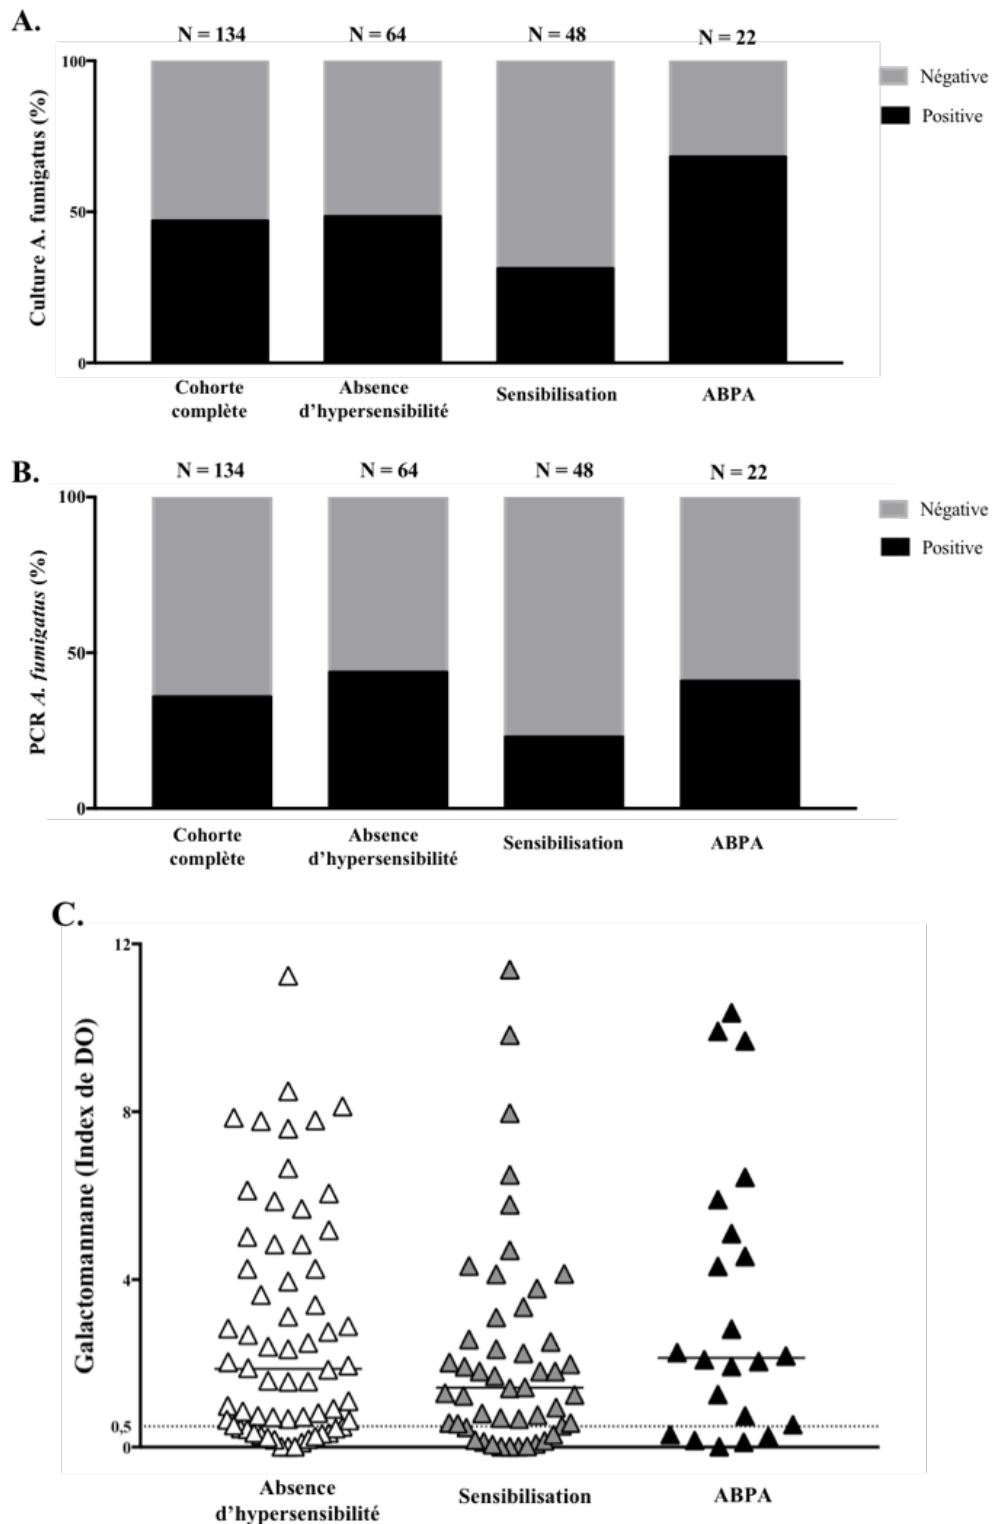 A.
N = 134 N = 64 N = 48 N = 22
100
50
0
Culture A. fumigatus (%)
Négative
Positive
Cohorte complète
Absence d'hypersensibilité
Sensibilisation
ABPA
B.
N = 134 N = 64 N = 48 N = 22
100
50
0
PCR A. fumigatus (%)
Négative
Positive
Cohorte complète
Absence d'hypersensibilité
Sensibilisation
ABPA
C.
12
8
4
0,5
0
Galactomannane (Index de DO)
Absence d'hypersensibilité
Sensibilisation
ABPA